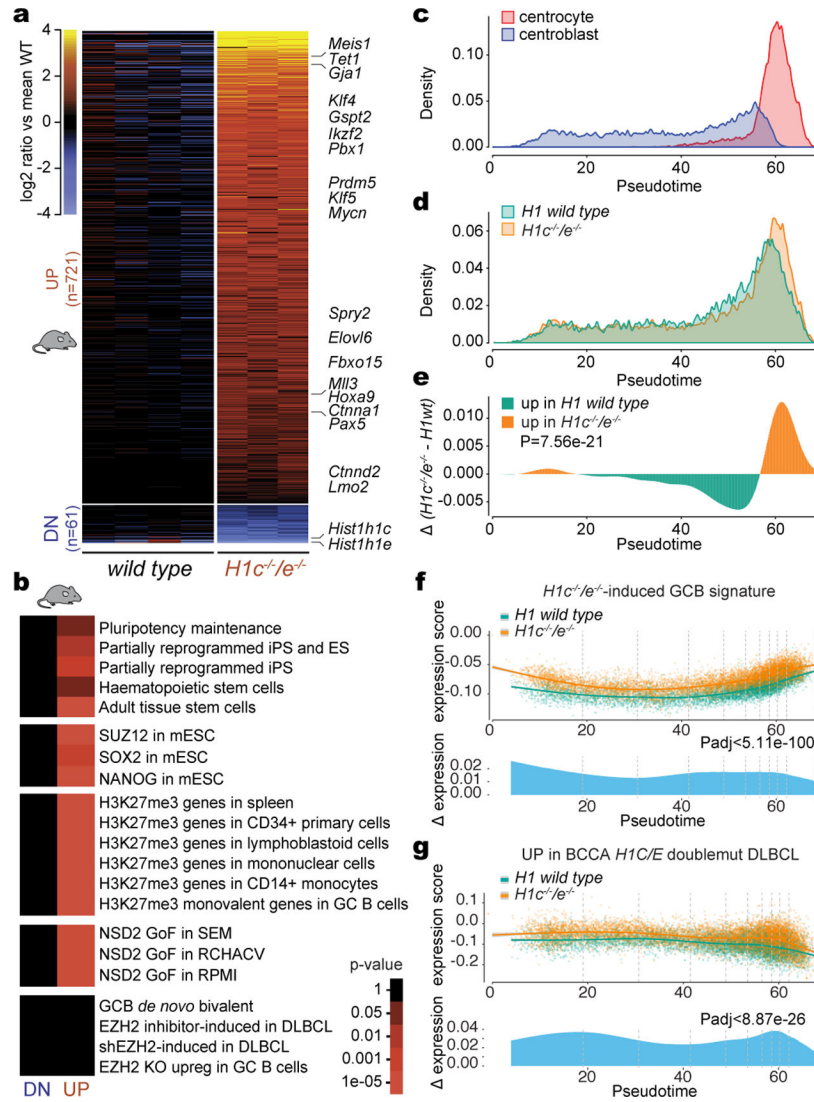 a
log2 ratio vs mean WT
4
2
0
-2
-4
UP
(n=721)
DN
(n=61)
Meis1
Tet1
Gja1
Klf4
Gspt2
Ikzf2
Pbx1
Prdm5
Klf5
Mycn
Spry2
Elovl6
Fbxo15
Mll3
Hoxa9
Ctnna1
Pax5
Ctnnd2
Lmo2
Hist1h1c
Hist1h1e
wild type
H1c-/-/e-/-
b
Pluripotency maintenance
Partially reprogrammed iPS and ES
Partially reprogrammed iPS
Haematopoietic stem cells
Adult tissue stem cells
SUZ12 in mESC
SOX2 in mESC
NANOG in mESC
H3K27me3 genes in spleen
H3K27me3 genes in CD34+ primary cells
H3K27me3 genes in lymphoblastoid cells
H3K27me3 genes in mononuclear cells
H3K27me3 genes in CD14+ monocytes
H3K27me3 monovalent genes in GC B cells
NSD2 GoF in SEM
NSD2 GoF in RCHACV
NSD2 GoF in RPMI
GCB de novo bivalent
EZH2 inhibitor-induced in DLBCL
shEZH2-induced in DLBCL
EZH2 KO upreg in GC B cells
DN UP
p-value
1
0.05
0.01
0.001
1e-05
c
centrocyte
centroblast
Density
0.10
0.05
0.00
0 20 40 60
Pseudotime
d
H1 wild type
H1c-/-/e-/-
Density
0.06
0.04
0.02
0.00
0 20 40 60
Pseudotime
e
up in H1 wild type
up in H1c-/-/e-/-
P=7.56e-21
Δ (H1c-/-/e-/- - H1wt)
0.010
0.005
0.000
-0.005
0 20 40 60
Pseudotime
f
H1c-/-/e-/--induced GCB signature
H1 wild type
H1c-/-/e-/-
expression score
0.00
-0.05
-0.10
0 20 40 60
Padj<5.11e-100
Δ expression
0.02
0.01
0.00
0 20 40 60
Pseudotime
g
UP in BCCA H1C/E doublemut DLBCL
H1 wild type
H1c-/-/e-/-
expression score
0.1
0.0
-0.1
-0.2
0 20 40 60
Padj<8.87e-26
Δ expression
0.04
0.02
0.00
0 20 40 60
Pseudotime